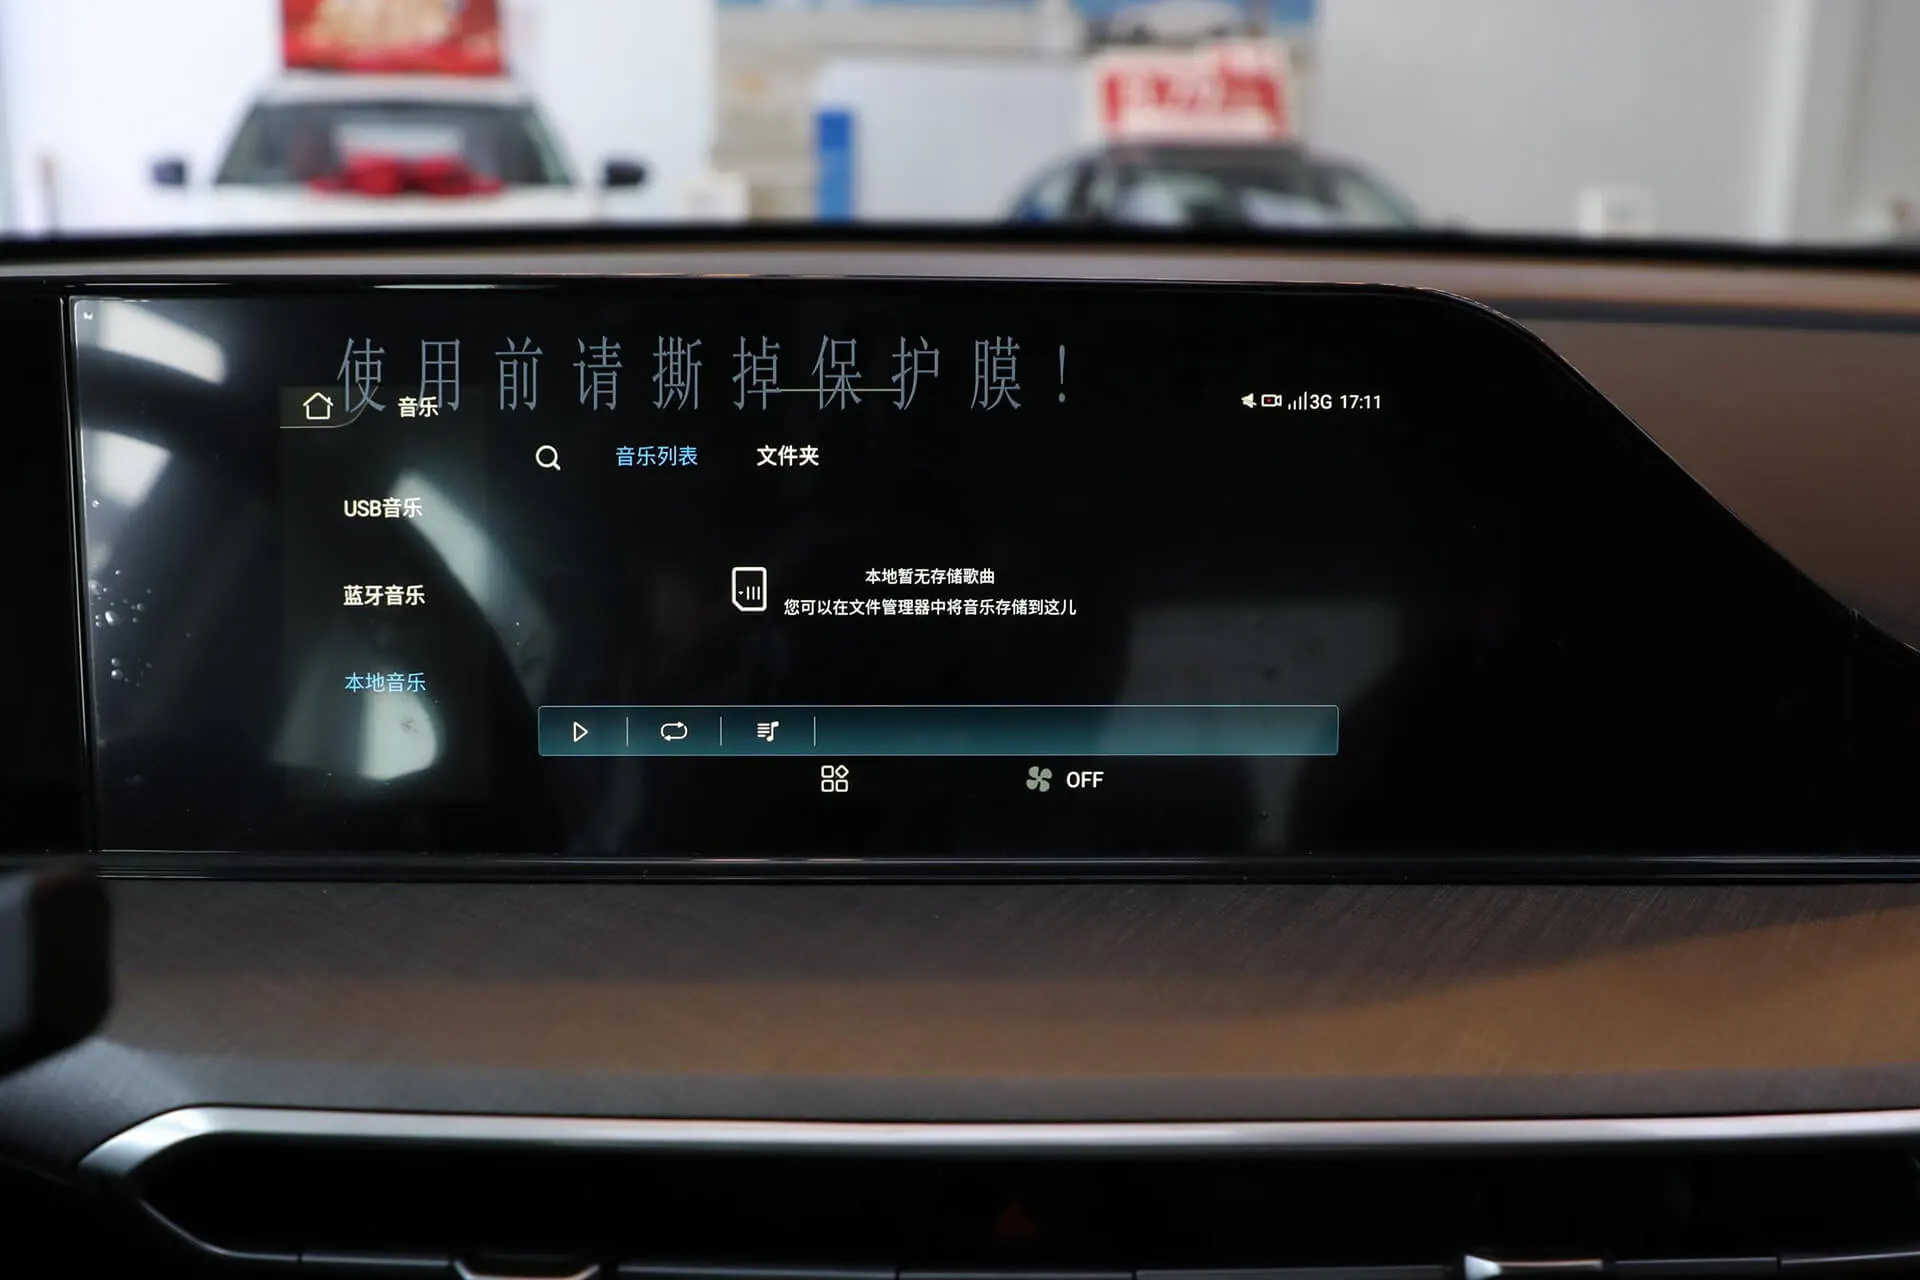 使用前请撕掉保护膜！
音乐
3G 17:11
音乐列表 文件夹
USB音乐
本地暂无存储歌曲
您可以在文件管理器中将音乐存储到这儿
蓝牙音乐
本地音乐
OFF